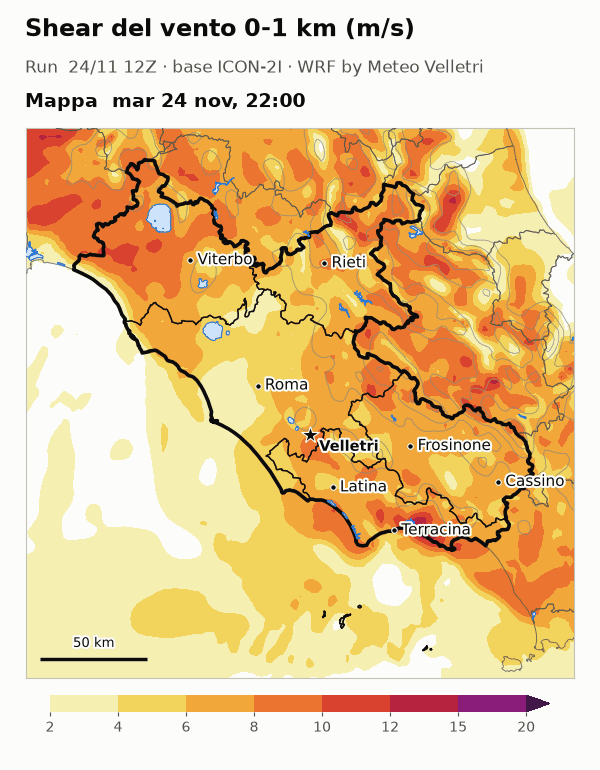 Shear del vento 0-1 km (m/s)
Run  24/11 12Z · base ICON-2I · WRF by Meteo Velletri
Mappa  mar 24 nov, 22:00
Viterbo
Rieti
Roma
Velletri
Frosinone
Latina
Cassino
Terracina
50 km
2 4 6 8 10 12 15 20